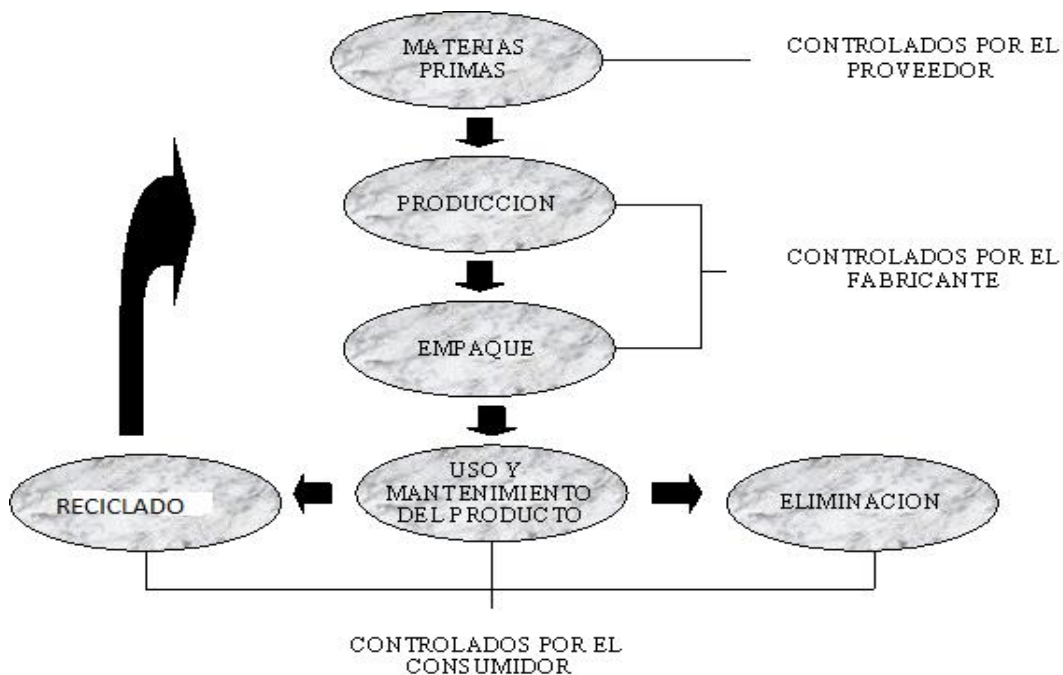 MATERIAS
PRIMAS
CONTROLADOS POR EL
PROVEEDOR
PRODUCCION
CONTROLADOS POR EL
FABRICANTE
EMPAQUE
RECICLADO
USO Y
MANTENIMIENTO
DEL PRODUCTO
ELIMINACION
CONTROLADOS POR EL
CONSUMIDOR